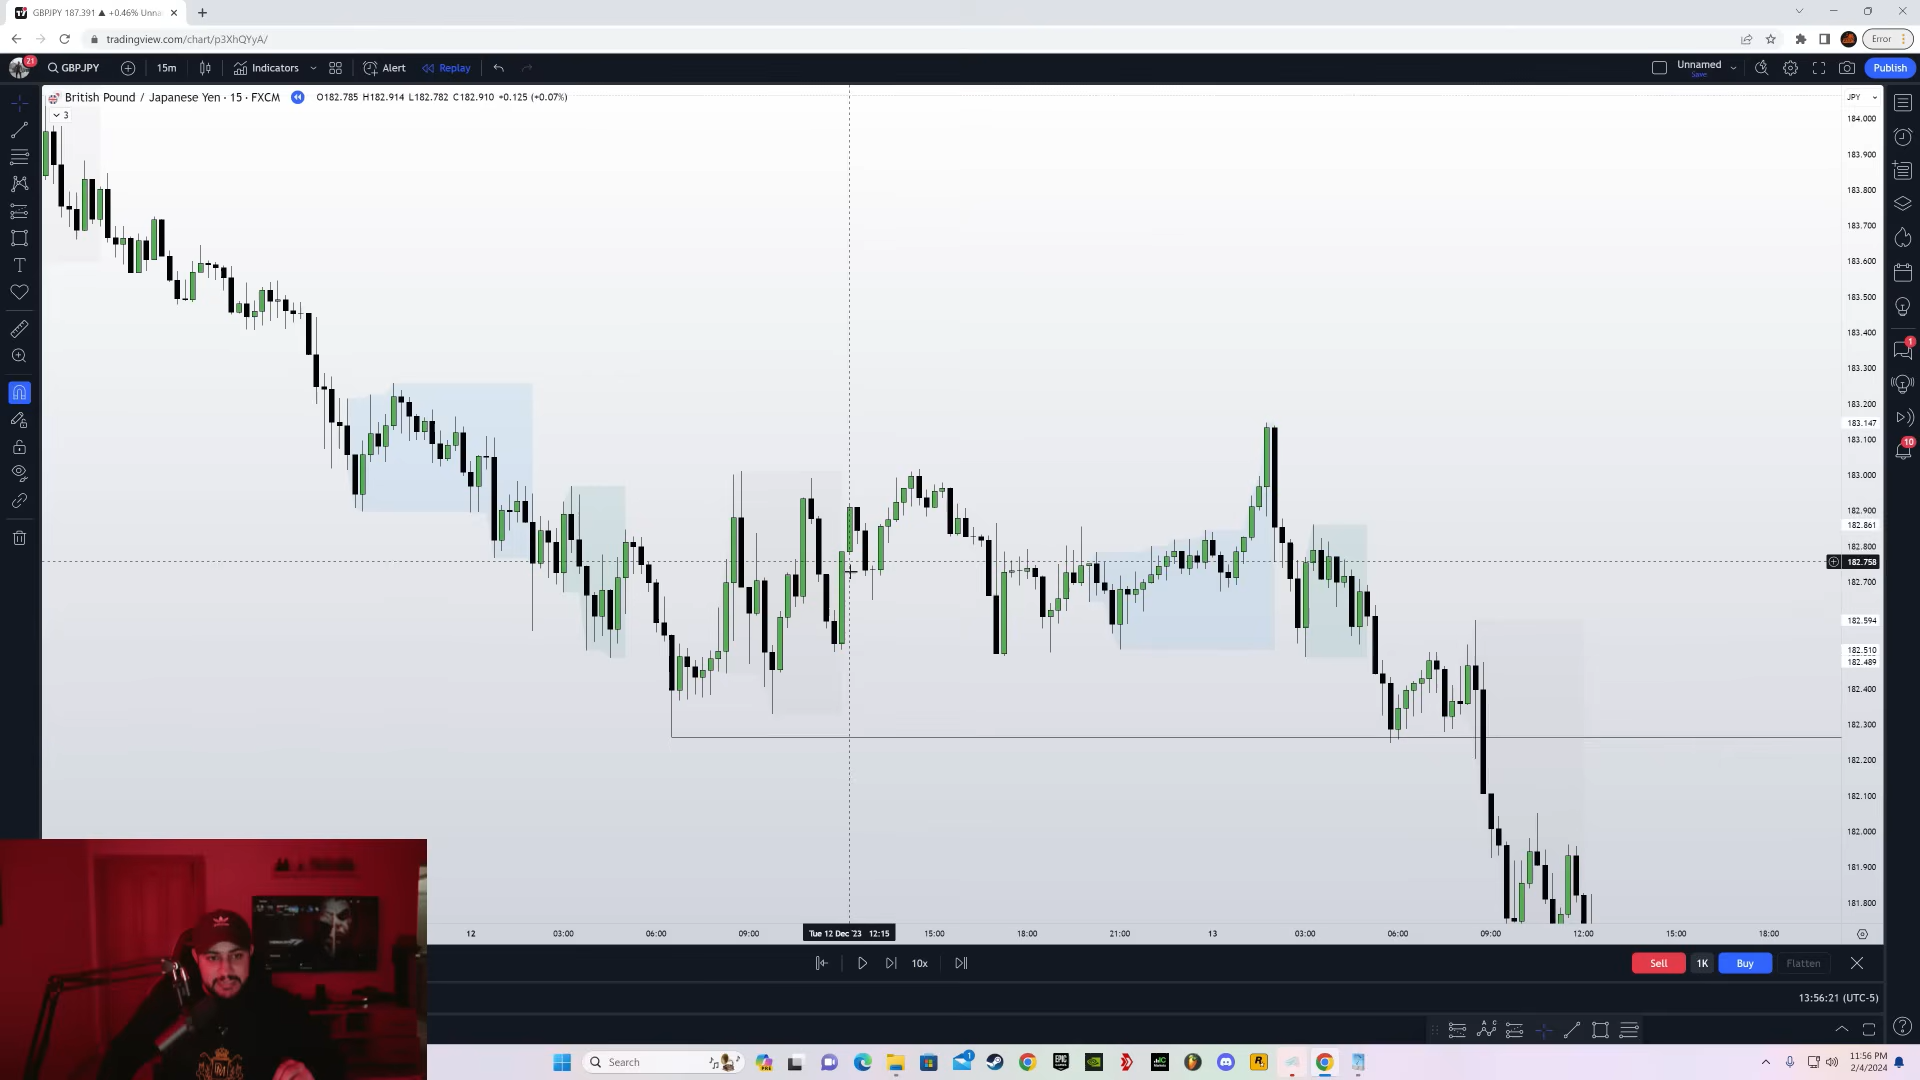 GBPJPY 187.391 ▲ +0.46% Unna
tradingview.com/chart/p3XhQYyA/
Error
21
GBPJPY
15m
Indicators
Alert
Replay
Unnamed
Save
Publish
British Pound / Japanese Yen · 15 · FXCM
O182.785 H182.914 L182.782 C182.910 +0.125 (+0.07%)
3
JPY
184.000
183.900
183.800
183.700
183.600
183.500
183.400
183.300
183.200
183.147
183.100
183.000
182.900
182.861
182.800
182.758
182.700
182.594
182.510
182.489
182.400
182.300
182.200
182.100
182.000
181.900
181.800
1
10
12
03:00
06:00
09:00
Tue 12 Dec '23 12:15
15:00
18:00
21:00
13
03:00
06:00
09:00
12:00
15:00
18:00
10x
Sell
1K
Buy
Flatten
13:56:21 (UTC-5)
Search
11:56 PM
2/4/2024